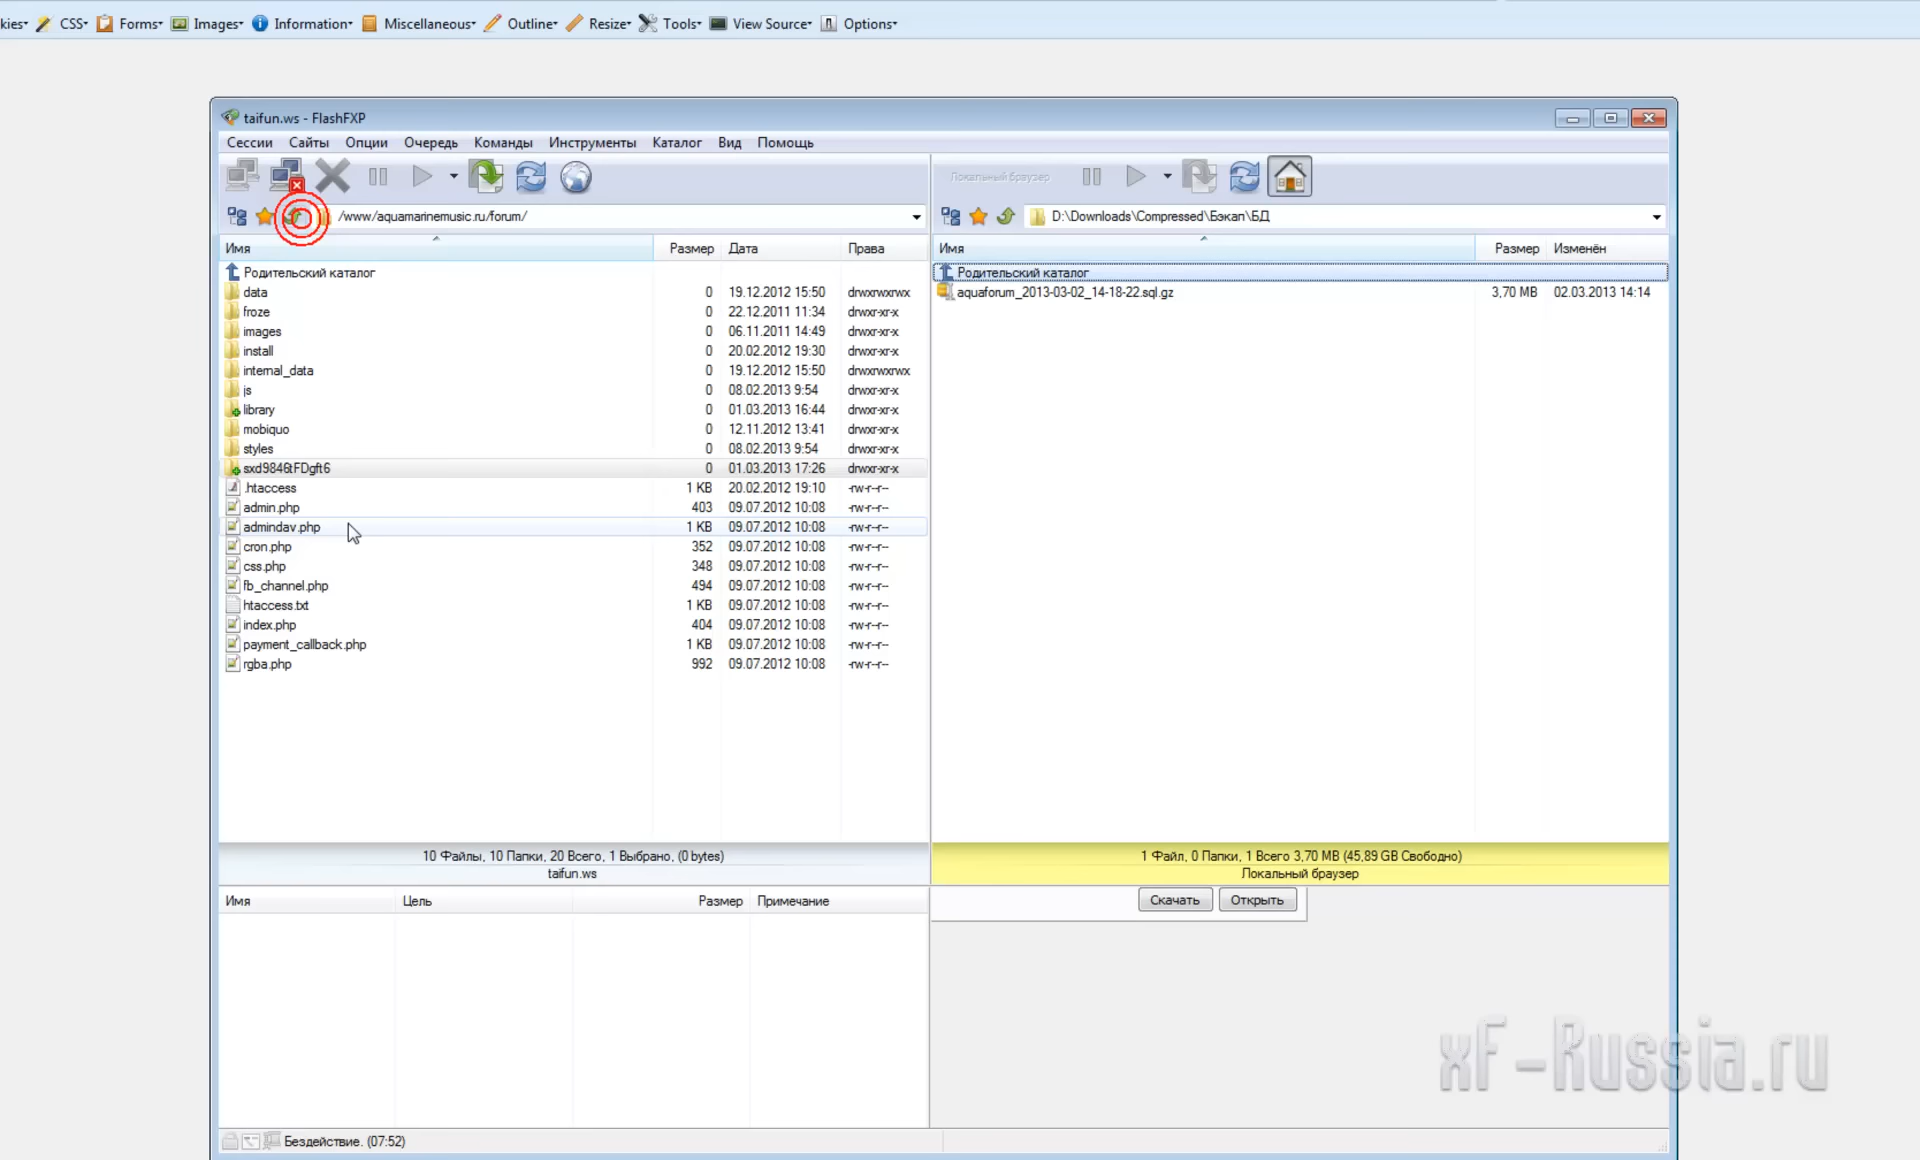 kies CSS Forms Images Information Miscellaneous Outline Resize Tools View Source Options
taifun.ws - FlashFXP
Сессии Сайты Опции Очередь Команды Инструменты Каталог Вид Помощь
Локальный браузер
/www/aquamarinemusic.ru/forum/
D:\Downloads\Compressed\Бэкап\БД
Имя Размер Дата Права
Имя Размер Изменён
Родительский каталог
Родительский каталог
data 0 19.12.2012 15:50 drwxrwxrwx
aquaforum_2013-03-02_14-18-22.sql.gz 3,70 MB 02.03.2013 14:14
froze 0 22.12.2011 11:34 drwxr-xr-x
images 0 06.11.2011 14:49 drwxr-xr-x
install 0 20.02.2012 19:30 drwxr-xr-x
internal_data 0 19.12.2012 15:50 drwxrwxrwx
js 0 08.02.2013 9:54 drwxr-xr-x
library 0 01.03.2013 16:44 drwxr-xr-x
mobiquo 0 12.11.2012 13:41 drwxr-xr-x
styles 0 08.02.2013 9:54 drwxr-xr-x
sxd984&tFDgft6 0 01.03.2013 17:26 drwxr-xr-x
.htaccess 1 KB 20.02.2012 19:10 -rw-r--r--
admin.php 403 09.07.2012 10:08 -rw-r--r--
admindav.php 1 KB 09.07.2012 10:08 -rw-r--r--
cron.php 352 09.07.2012 10:08 -rw-r--r--
css.php 348 09.07.2012 10:08 -rw-r--r--
fb_channel.php 494 09.07.2012 10:08 -rw-r--r--
htaccess.txt 1 KB 09.07.2012 10:08 -rw-r--r--
index.php 404 09.07.2012 10:08 -rw-r--r--
payment_callback.php 1 KB 09.07.2012 10:08 -rw-r--r--
rgba.php 992 09.07.2012 10:08 -rw-r--r--
10 Файлы, 10 Папки, 20 Всего, 1 Выбрано, (0 bytes)
taifun.ws
1 Файл, 0 Папки, 1 Всего 3,70 MB (45,89 GB Свободно)
Локальный браузер
Имя Цель Размер Примечание
Скачать Открыть
xF-Russia.ru
Бездействие. (07:52)